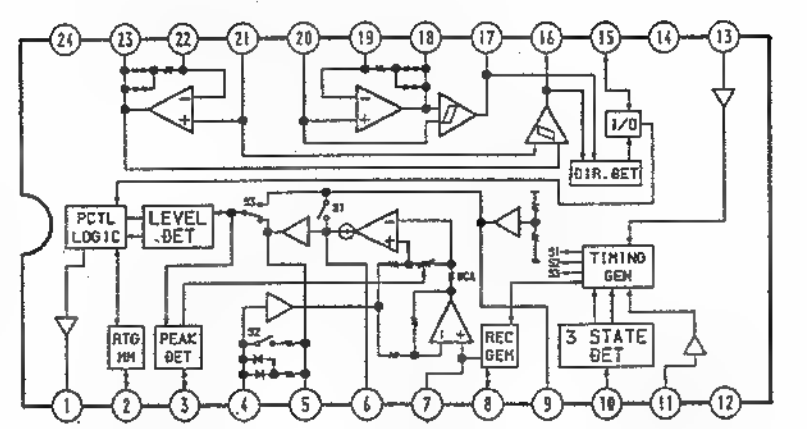 24 23 22 21 20 19 18 17 16 15 14 13
I/O
DIR.DET
S3
S1
PCTL
LOGIC
LEVEL
DET
S1
S2
S3
TIMING
GEN
VCA
S2
RTG
MM
PEAK
DET
REC
GEN
3 STATE
DET
1 2 3 4 5 6 7 8 9 10 11 12